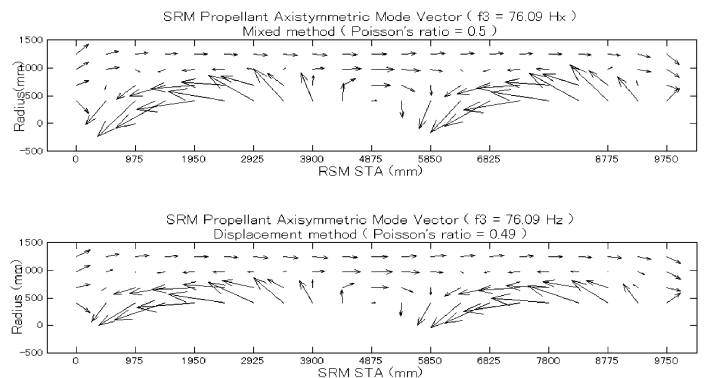 SRM Propellant Axistymmetric Mode Vector ( f3 = 76.09 Hx )
Mixed method ( Poisson's ratio = 0.5 )
Radius(mm)
1500
1000
500
0
-500
0 975 1950 2925 3900 4875 5850 6825 8775 9750
RSM STA (mm)
SRM Propellant Axisymmetric Mode Vector ( f3 = 76.09 Hz )
Displacement method ( Poisson's ratio = 0.49 )
Radius (mm)
1500
1000
500
0
-500
0 975 1950 2925 3900 4875 5850 6825 7800 8775 9750
SRM STA (mm)